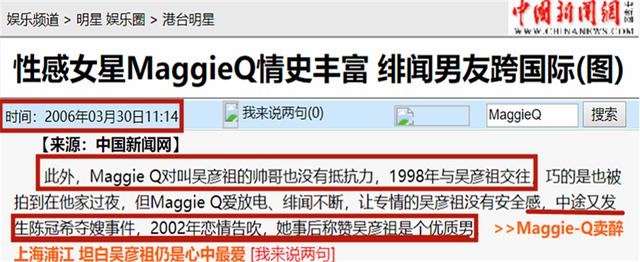 娱乐频道 > 明星 娱乐圈 > 港台明星
中国新闻网
中新网
WWW.CHINANEWS.COM
性感女星MaggieQ情史丰富 绯闻男友跨国际(图)
时间：2006年03月30日11:14
我来说两句(0)
MaggieQ
搜索
【来源：中国新闻网】
此外，Maggie Q对叫吴彦祖的帅哥也没有抵抗力，1998年与吴彦祖交往。巧的是也被
拍到在他家过夜，但Maggie Q爱放电、绯闻不断，让专情的吴彦祖没有安全感，中途又发
生陈冠希夺嫂事件，2002年恋情告吹，她事后称赞吴彦祖是个优质男。
>>Maggie-Q卖醉
上海浦江 坦白吴彦祖仍是心中最爱 [我来说两句]